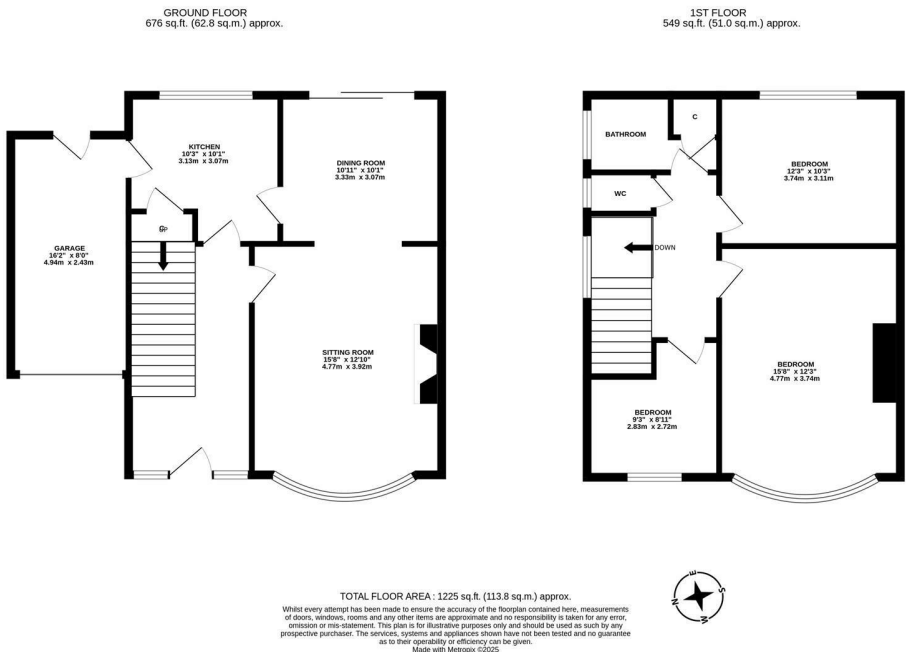 GROUND FLOOR
676 sq.ft. (62.8 sq.m.) approx.
1ST FLOOR
549 sq.ft. (51.0 sq.m.) approx.
KITCHEN
10'3" x 10'1"
3.13m x 3.07m
DINING ROOM
10'11" x 10'1"
3.33m x 3.07m
GARAGE
16'2" x 8'0"
4.94m x 2.43m
SITTING ROOM
15'8" x 12'10"
4.77m x 3.92m
BATHROOM
C
WC
DOWN
BEDROOM
12'3" x 10'3"
3.74m x 3.11m
BEDROOM
15'8" x 12'3"
4.77m x 3.74m
BEDROOM
9'3" x 8'11"
2.83m x 2.72m
N
E
S
W
TOTAL FLOOR AREA : 1225 sq.ft. (113.8 sq.m.) approx.
Whilst every attempt has been made to ensure the accuracy of the floorplan contained here, measurements
of doors, windows, rooms and any other items are approximate and no responsibility is taken for any error,
omission or mis-statement. This plan is for illustrative purposes only and should be used as such by any
prospective purchaser. The services, systems and appliances shown have not been tested and no guarantee
as to their operability or efficiency can be given.
Made with Metropix ©2025